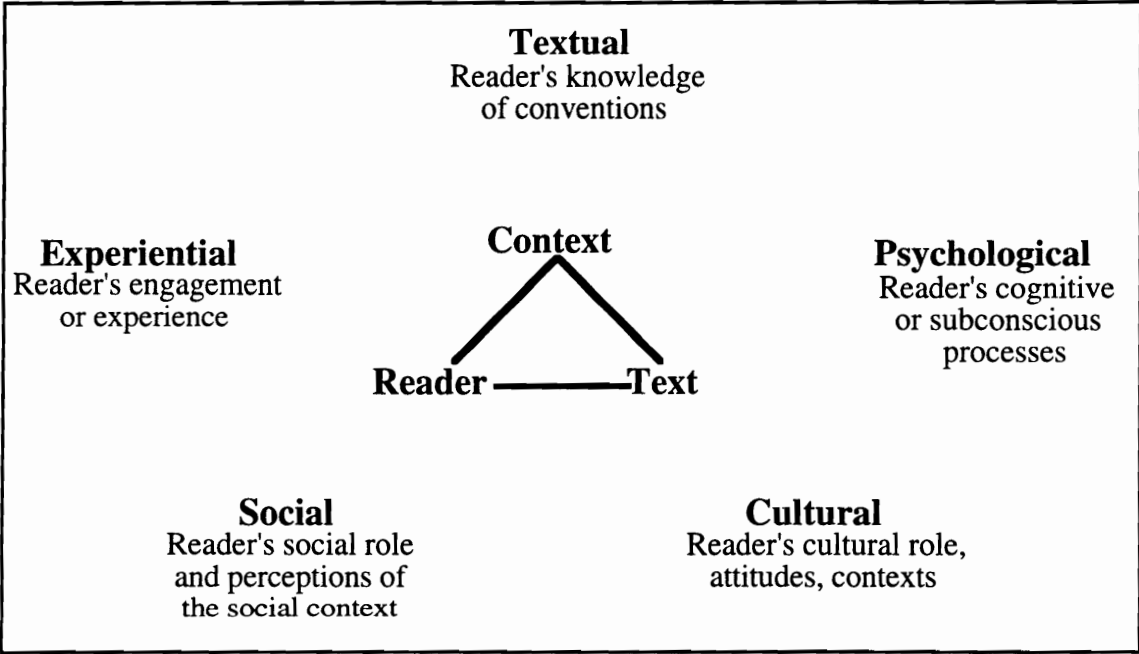 Textual
Reader's knowledge
of conventions
Experiential
Reader's engagement
or experience
Context
Reader
Text
Psychological
Reader's cognitive
or subconscious
processes
Social
Reader's social role
and perceptions of
the social context
Cultural
Reader's cultural role,
attitudes, contexts